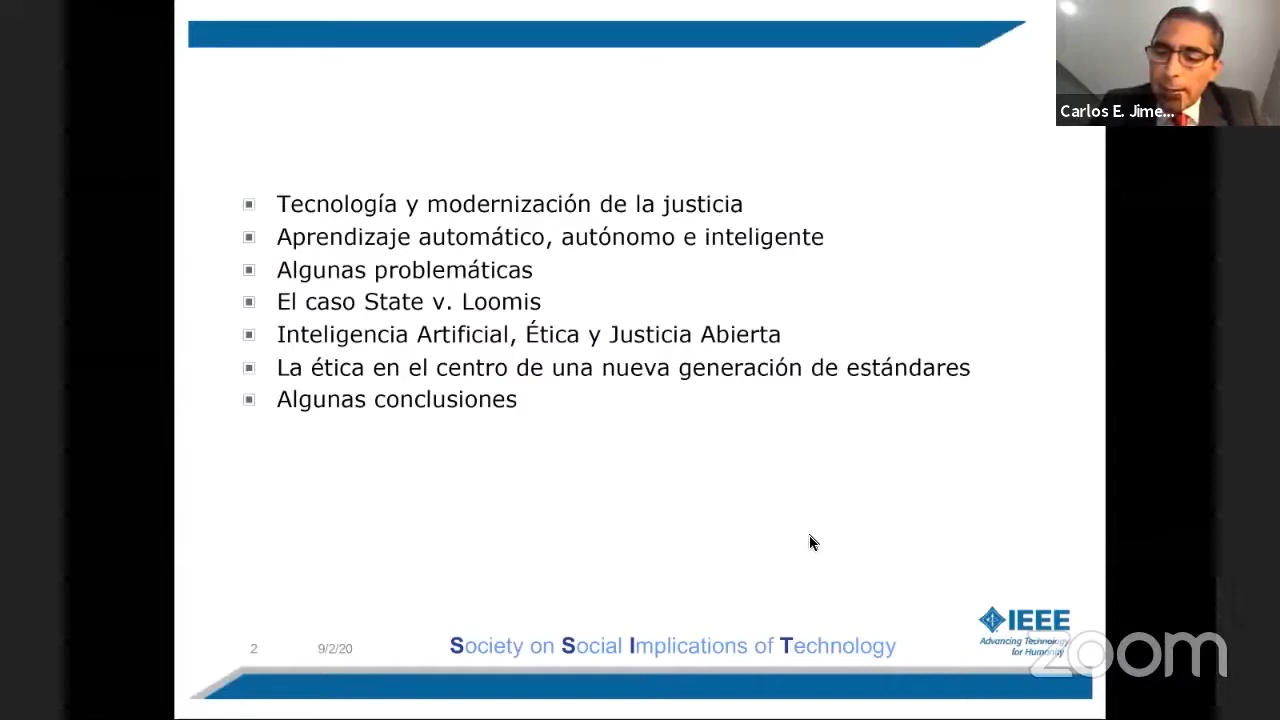 Carlos E. Jime...
Tecnología y modernización de la justicia
Aprendizaje automático, autónomo e inteligente
Algunas problemáticas
El caso State v. Loomis
Inteligencia Artificial, Ética y Justicia Abierta
La ética en el centro de una nueva generación de estándares
Algunas conclusiones
2
9/2/20
Society on Social Implications of Technology
IEEE
Advancing Technology
for Humanity
zoom